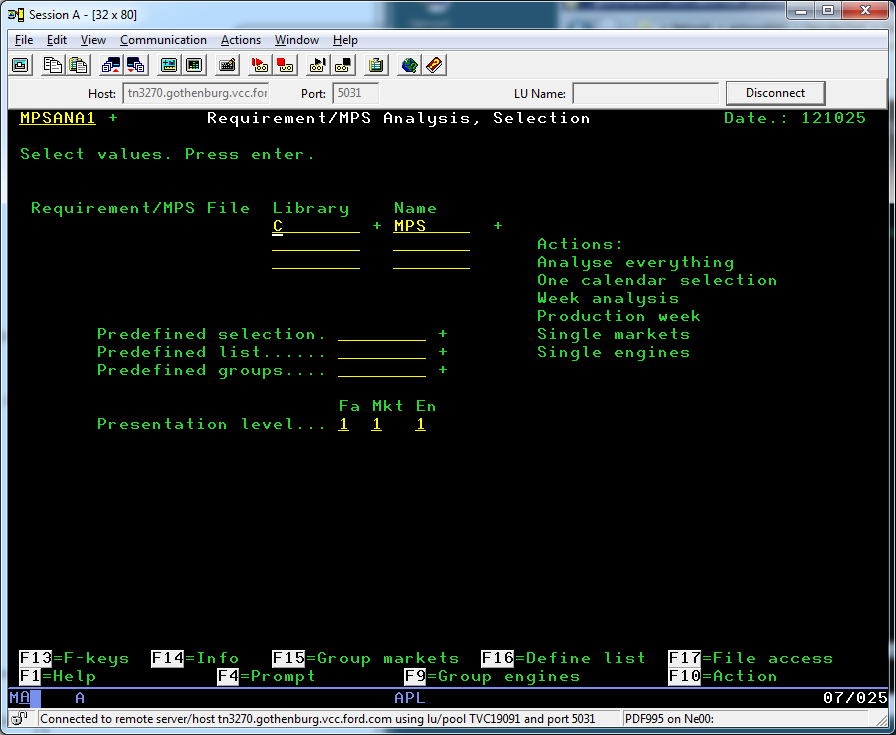 Session A - [32 x 80]
File Edit View Communication Actions Window Help
Host: tn3270.gothenburg.vcc.for Port: 5031 LU Name: Disconnect
MPSANA1 + Requirement/MPS Analysis, Selection Date.: 121025
Select values. Press enter.
Requirement/MPS File Library Name
C + MPS +
Actions:
Analyse everything
One calendar selection
Week analysis
Production week
Predefined selection. + Single markets
Predefined list...... + Single engines
Predefined groups.... +
Fa Mkt En
Presentation level... 1 1 1
F13=F-keys F14=Info F15=Group markets F16=Define list F17=File access
F1=Help F4=Prompt F9=Group engines F10=Action
MA A APL 07/025
Connected to remote server/host tn3270.gothenburg.vcc.ford.com using lu/pool TVC19091 and port 5031 PDF995 on Ne00: